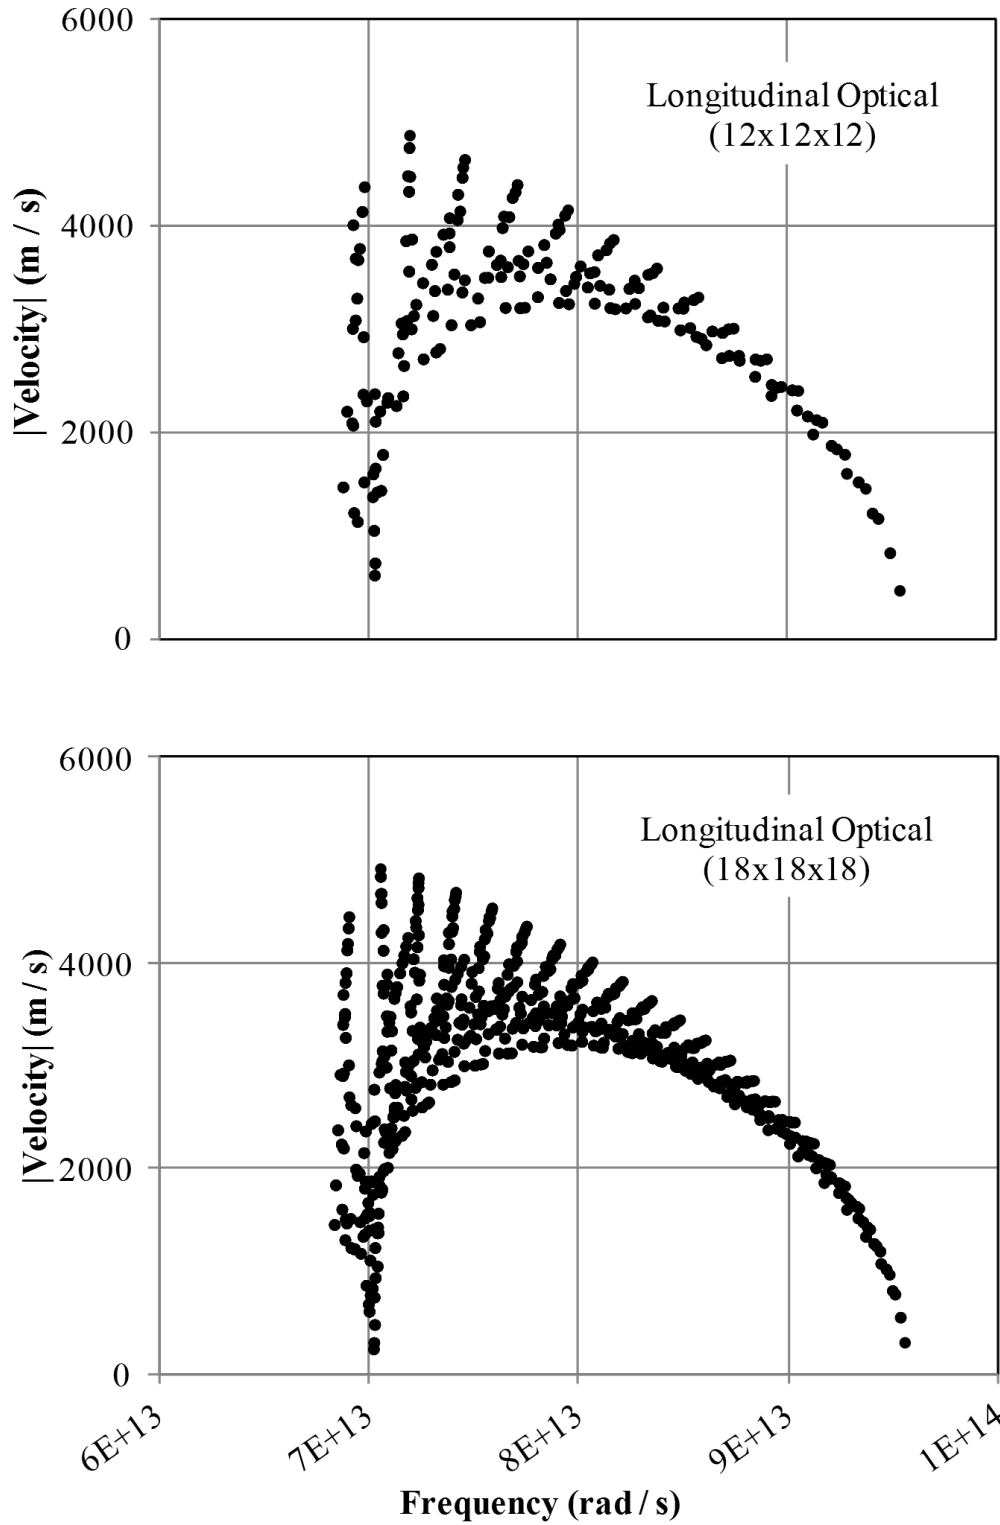 6000
4000
2000
0
|Velocity| (m / s)
Longitudinal Optical
(12x12x12)
6000
4000
2000
0
|Velocity| (m / s)
Longitudinal Optical
(18x18x18)
6E+13
7E+13
8E+13
9E+13
1E+14
Frequency (rad / s)